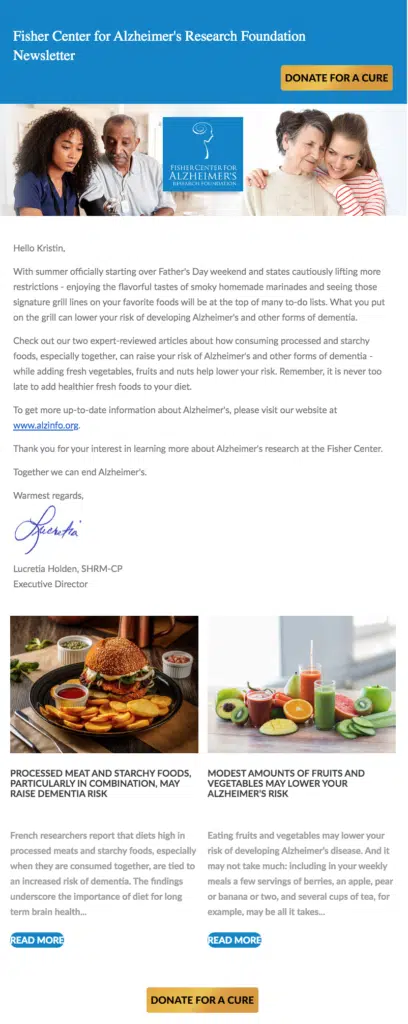 Fisher Center for Alzheimer's Research Foundation
Newsletter
DONATE FOR A CURE
FISHER CENTER FOR
ALZHEIMER'S
RESEARCH FOUNDATION
Hello Kristin,
With summer officially starting over Father's Day weekend and states cautiously lifting more
restrictions - enjoying the flavorful tastes of smoky homemade marinades and seeing those
signature grill lines on your favorite foods will be at the top of many to-do lists. What you put
on the grill can lower your risk of developing Alzheimer's and other forms of dementia.
Check out our two expert-reviewed articles about how consuming processed and starchy
foods, especially together, can raise your risk of Alzheimer's and other forms of dementia -
while adding fresh vegetables, fruits and nuts help lower your risk. Remember, it is never too
late to add healthier fresh foods to your diet.
To get more up-to-date information about Alzheimer's, please visit our website at
www.alzinfo.org.
Thank you for your interest in learning more about Alzheimer's research at the Fisher Center.
Together we can end Alzheimer's.
Warmest regards,
Lucretia
Lucretia Holden, SHRM-CP
Executive Director
PROCESSED MEAT AND STARCHY FOODS,
PARTICULARLY IN COMBINATION, MAY
RAISE DEMENTIA RISK
French researchers report that diets high in
processed meats and starchy foods, especially
when they are consumed together, are tied to
an increased risk of dementia. The findings
underscore the importance of diet for long
term brain health...
READ MORE
MODEST AMOUNTS OF FRUITS AND
VEGETABLES MAY LOWER YOUR
ALZHEIMER'S RISK
Eating fruits and vegetables may lower your
risk of developing Alzheimer's disease. And it
may not take much: including in your weekly
meals a few servings of berries, an apple, pear
or banana or two, and several cups of tea, for
example, may be all it takes...
READ MORE
DONATE FOR A CURE